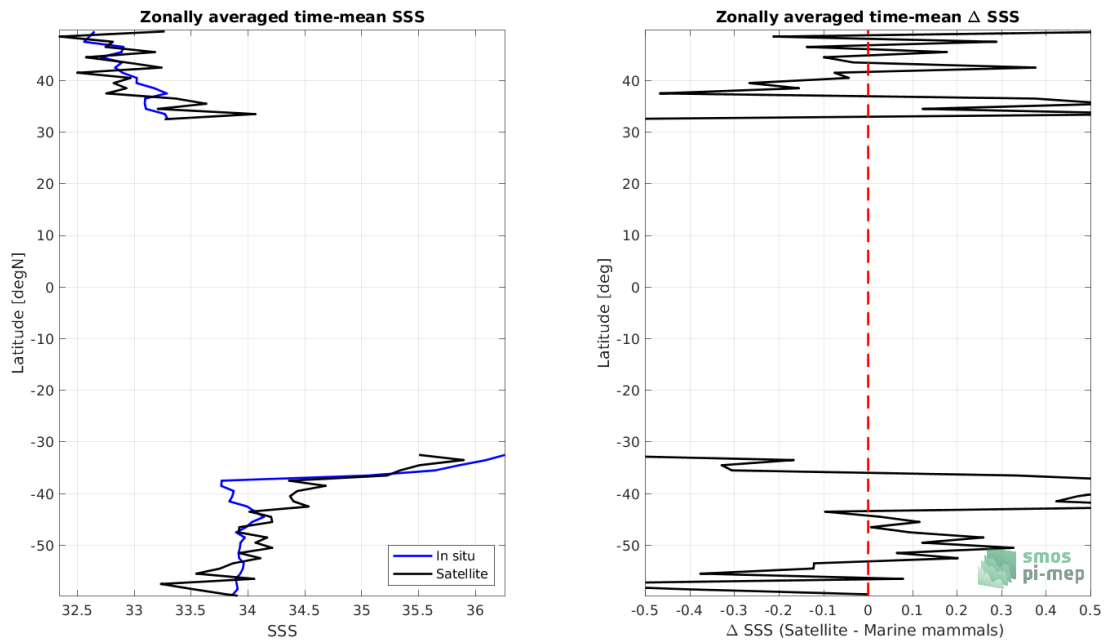 Zonally averaged time-mean SSS
40
30
20
10
0
-10
-20
-30
-40
-50
Latitude [degN]
In situ
Satellite
32.5 33 33.5 34 34.5 35 35.5 36
SSS
Zonally averaged time-mean Δ SSS
40
30
20
10
0
-10
-20
-30
-40
-50
Latitude [deg]
smos
pi-mep
-0.5 -0.4 -0.3 -0.2 -0.1 0 0.1 0.2 0.3 0.4 0.5
Δ SSS (Satellite - Marine mammals)